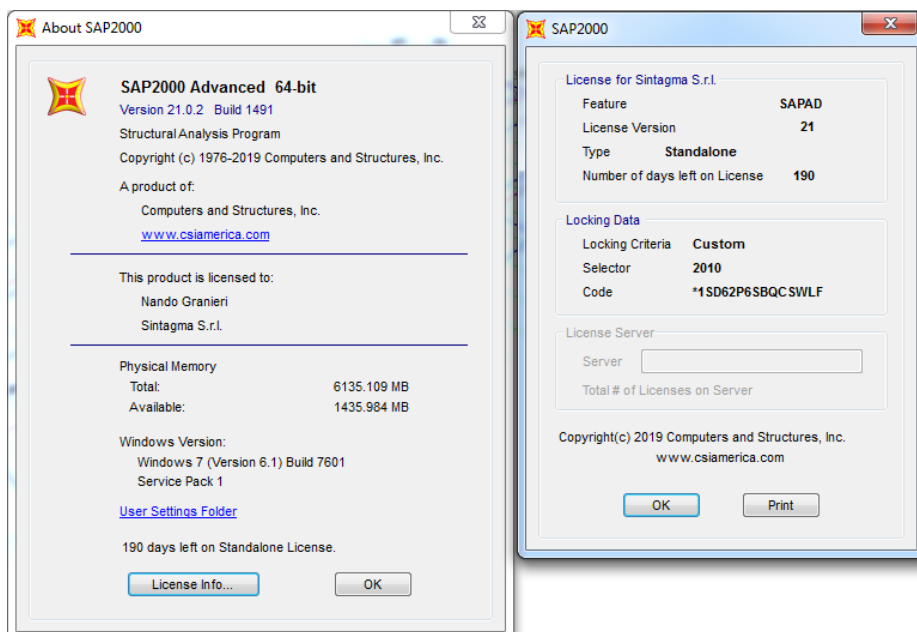 About SAP2000
SAP2000 Advanced 64-bit
Version 21.0.2 Build 1491
Structural Analysis Program
Copyright (c) 1976-2019 Computers and Structures, Inc.
A product of:
Computers and Structures, Inc.
www.csiamerica.com
This product is licensed to:
Nando Granieri
Sintagma S.r.l.
Physical Memory
Total: 6135.109 MB
Available: 1435.984 MB
Windows Version:
Windows 7 (Version 6.1) Build 7601
Service Pack 1
User Settings Folder
190 days left on Standalone License.
License Info... OK
SAP2000
License for Sintagma S.r.l.
Feature SAPAD
License Version 21
Type Standalone
Number of days left on License 190
Locking Data
Locking Criteria Custom
Selector 2010
Code *1SD62P6SBQCSWLF
License Server
Server
Total # of Licenses on Server
Copyright(c) 2019 Computers and Structures, Inc.
www.csiamerica.com
OK Print